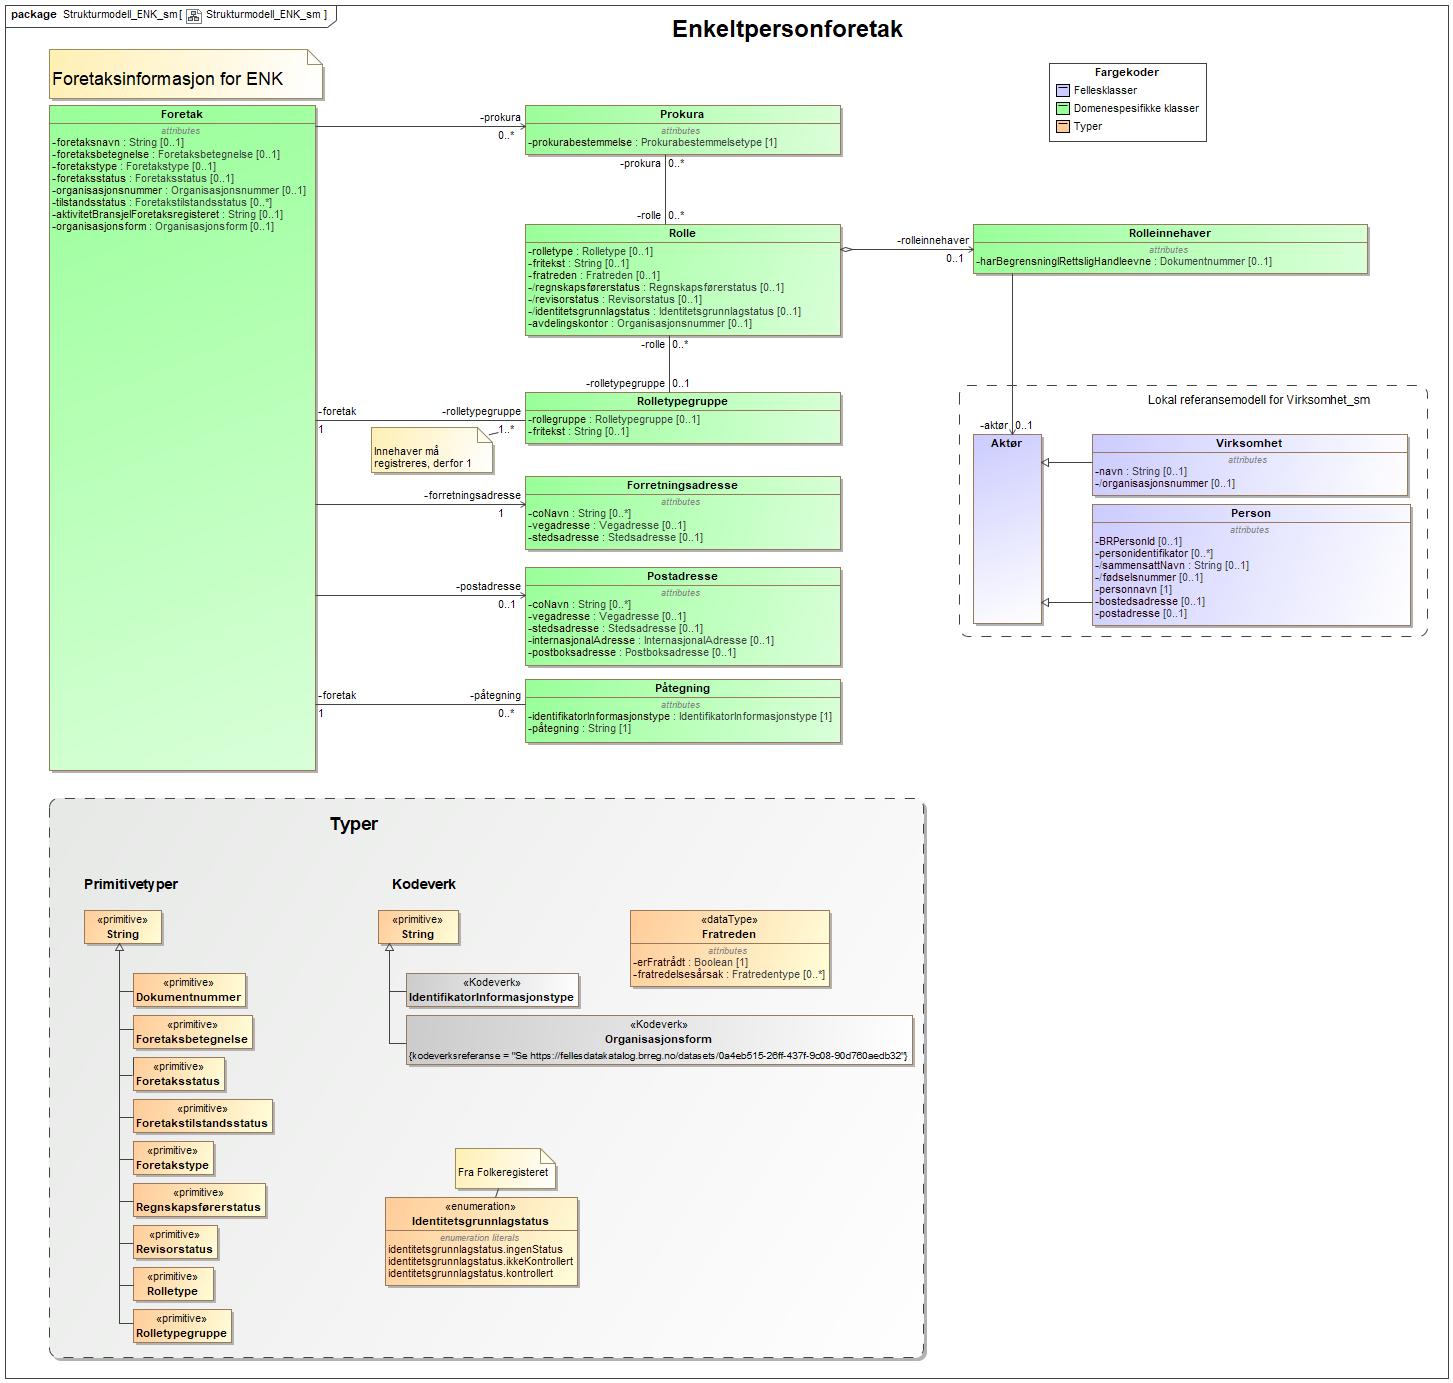 package Strukturmodell_ENK_sm[ Strukturmodell_ENK_sm ]
Enkeltpersonforetak
Foretaksinformasjon for ENK
Fargekoder
Fellesklasser
Domenespesifikke klasser
Typer
Foretak
attributes
-foretaksnavn : String [0..1]
-foretaksbetegnelse : Foretaksbetegnelse [0..1]
-foretakstype : Foretakstype [0..1]
-foretaksstatus : Foretaksstatus [0..1]
-organisasjonsnummer : Organisasjonsnummer [0..1]
-tilstandsstatus : Foretakstilstandsstatus [0..*]
-aktivitetBransjeIForetaksregisteret : String [0..1]
-organisasjonsform : Organisasjonsform [0..1]
-prokura
0..*
Prokura
attributes
-prokurabestemmelse : Prokurabestemmelsetype [1]
-prokura 0..*
-rolle 0..*
Rolle
attributes
-rolletype : Rolletype [0..1]
-fritekst : String [0..1]
-fratreden : Fratreden [0..1]
-/regnskapsførerstatus : Regnskapsførerstatus [0..1]
-/revisorstatus : Revisorstatus [0..1]
-/identitetsgrunnlagstatus : Identitetsgrunnlagstatus [0..1]
-avdelingskontor : Organisasjonsnummer [0..1]
-rolleinnehaver
0..1
Rolleinnehaver
attributes
-harBegrensningIRettsligHandleevne : Dokumentnummer [0..1]
-rolle 0..*
-rolletypegruppe 0..1
-foretak
1
-rolletypegruppe
1..*
Innehaver må
registreres, derfor 1
Rolletypegruppe
attributes
-rollegruppe : Rolletypegruppe [0..1]
-fritekst : String [0..1]
-forretningsadresse
1
Forretningsadresse
attributes
-coNavn : String [0..*]
-vegadresse : Vegadresse [0..1]
-stedsadresse : Stedsadresse [0..1]
-postadresse
0..1
Postadresse
attributes
-coNavn : String [0..*]
-vegadresse : Vegadresse [0..1]
-stedsadresse : Stedsadresse [0..1]
-internasjonalAdresse : InternasjonalAdresse [0..1]
-postboksadresse : Postboksadresse [0..1]
-foretak
1
-påtegning
0..*
Påtegning
attributes
-identifikatorInformasjonstype : IdentifikatorInformasjonstype [1]
-påtegning : String [1]
Lokal referansemodell for Virksomhet_sm
-aktør 0..1
Aktør
Virksomhet
attributes
-navn : String [0..1]
-/organisasjonsnummer [0..1]
Person
attributes
-BRPersonId [0..1]
-personidentifikator [0..*]
-/sammensattNavn : String [0..1]
-/fødselsnummer [0..1]
-personnavn [1]
-bostedsadresse [0..1]
-postadresse [0..1]
Typer
Primitivetyper
«primitive»
String
«primitive»
Dokumentnummer
«primitive»
Foretaksbetegnelse
«primitive»
Foretaksstatus
«primitive»
Foretakstilstandsstatus
«primitive»
Foretakstype
«primitive»
Regnskapsførerstatus
«primitive»
Revisorstatus
«primitive»
Rolletype
«primitive»
Rolletypegruppe
Kodeverk
«primitive»
String
«Kodeverk»
IdentifikatorInformasjonstype
«Kodeverk»
Organisasjonsform
{kodeverksreferanse = "Se https://fellesdatakatalog.brreg.no/datasets/0a4eb515-26ff-437f-9c08-90d760aedb32"}
«dataType»
Fratreden
attributes
-erFratrådt : Boolean [1]
-fratredelsesårsak : Fratredentype [0..*]
Fra Folkeregisteret
«enumeration»
Identitetsgrunnlagstatus
enumeration literals
identitetsgrunnlagstatus.ingenStatus
identitetsgrunnlagstatus.ikkeKontrollert
identitetsgrunnlagstatus.kontrollert